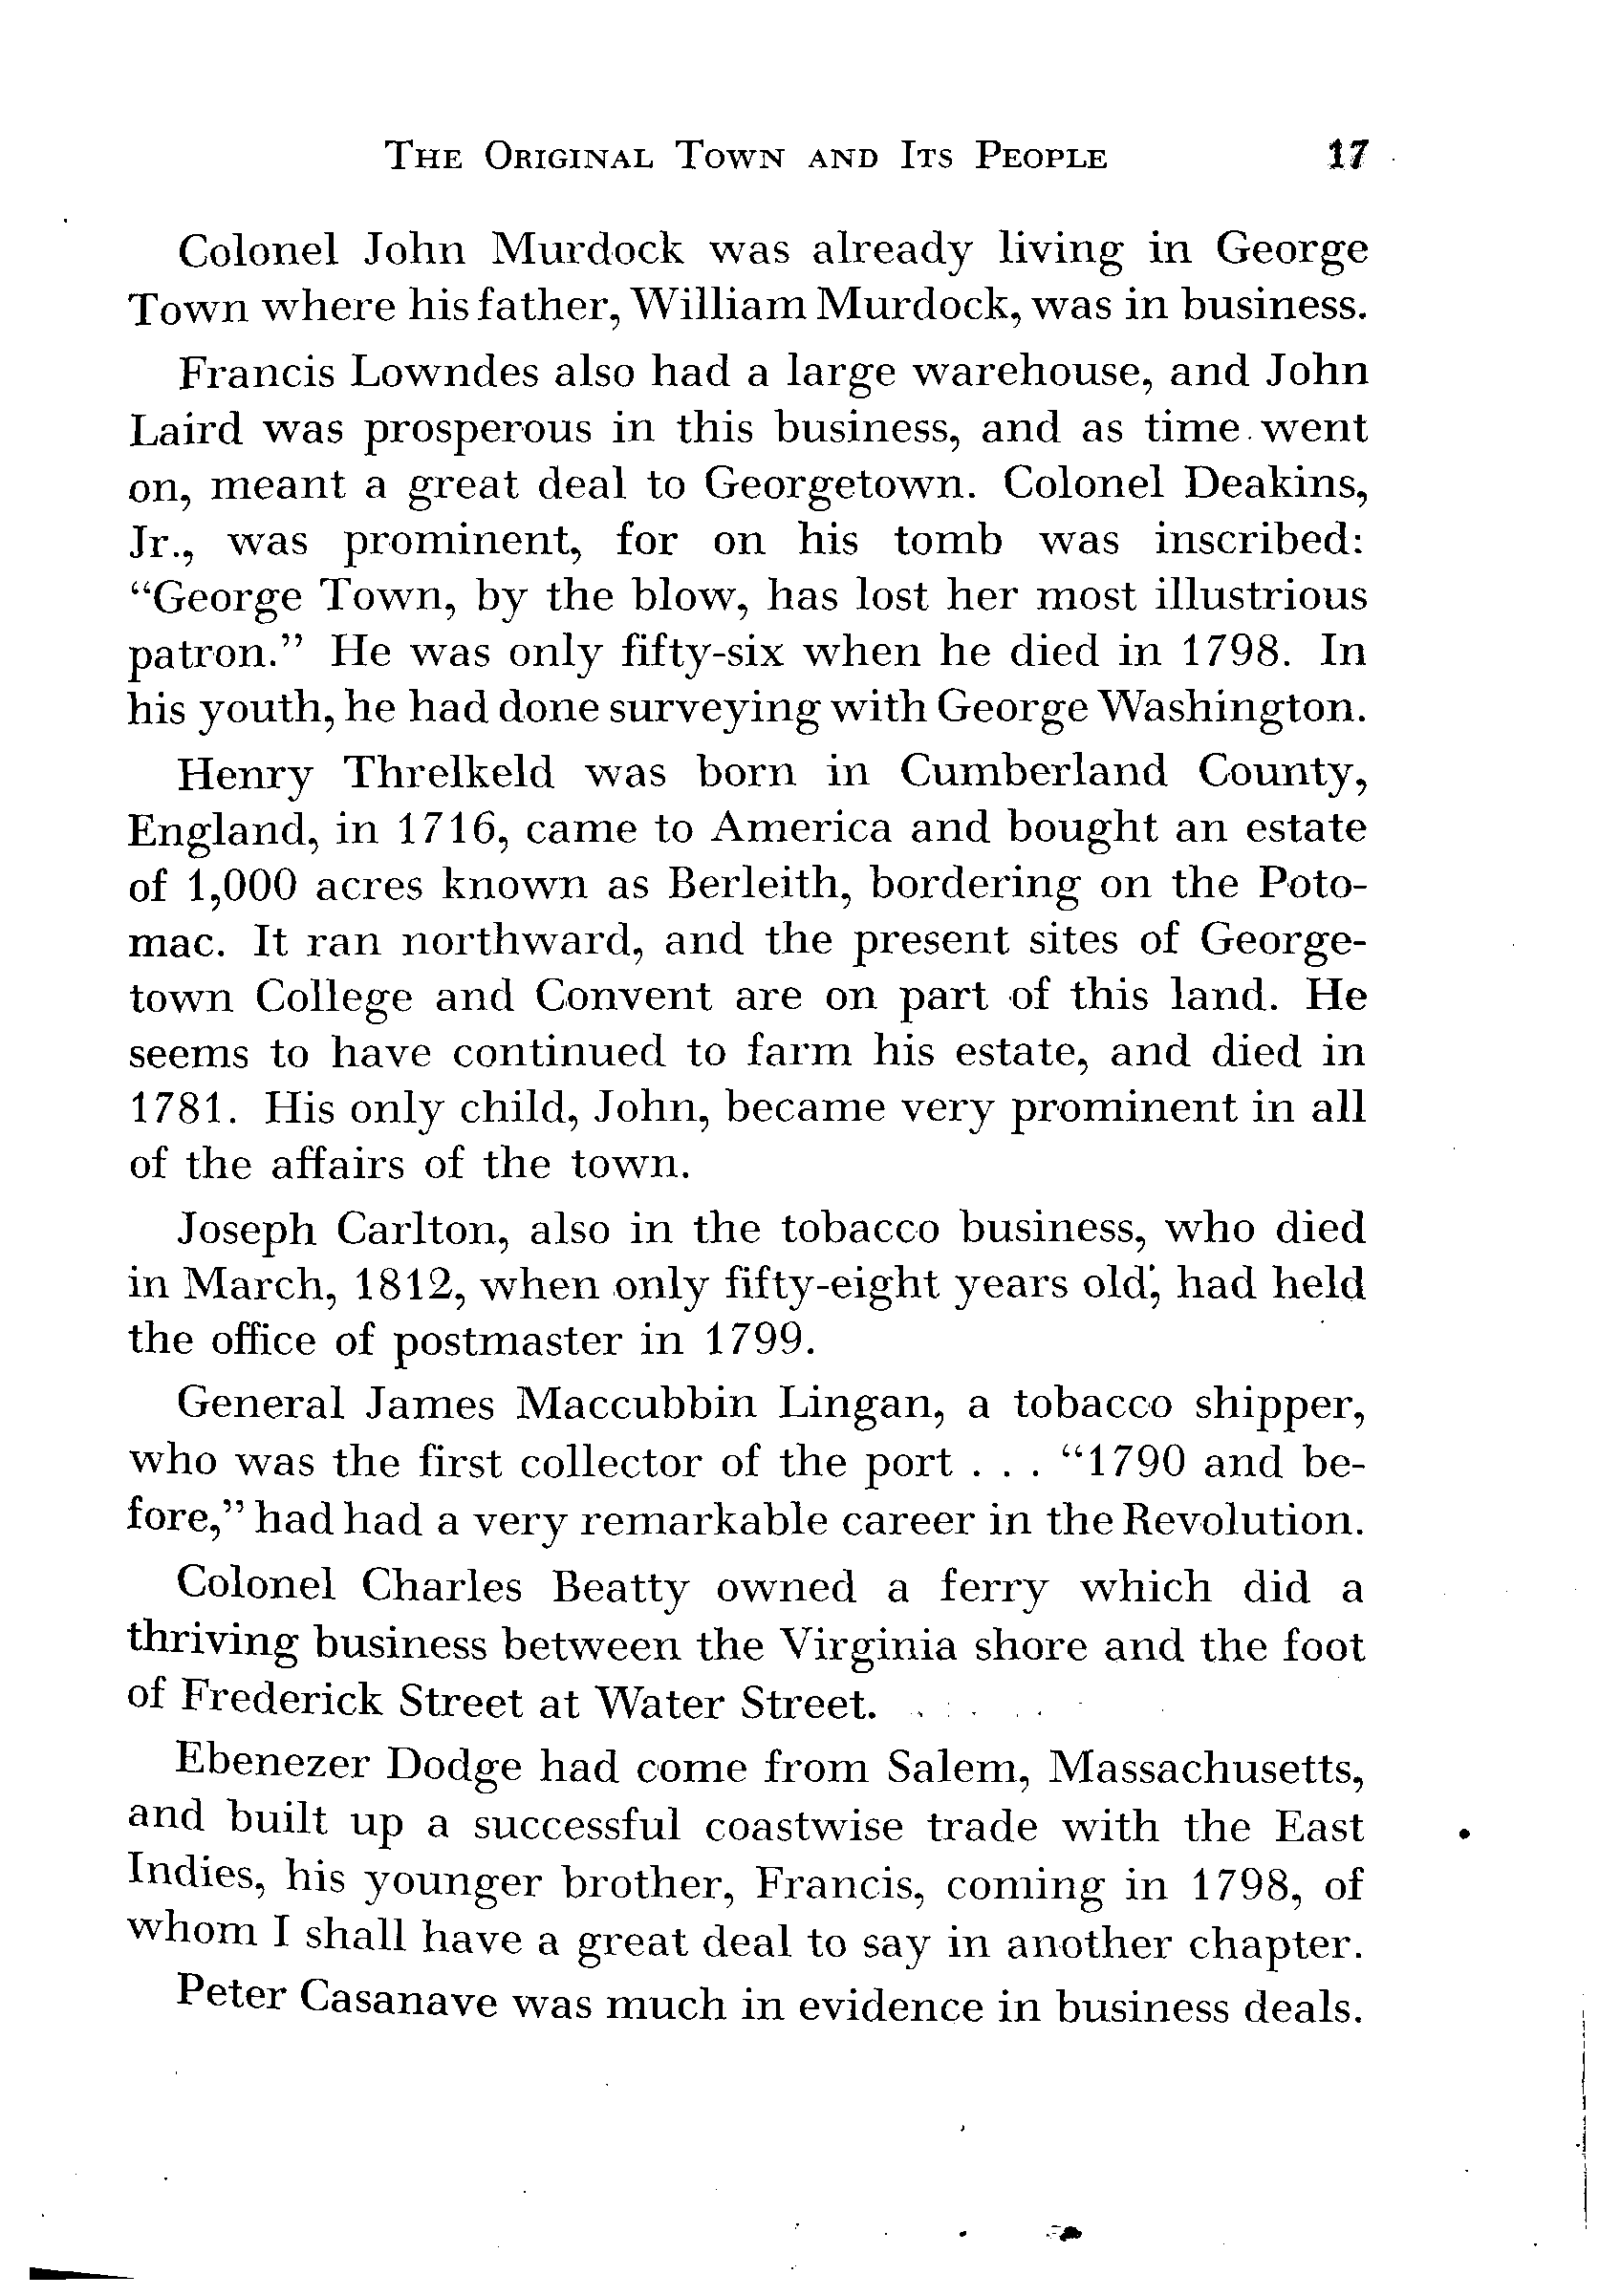 The Original Town and Its People 17
Colonel John Murdock was already living in George
Town where his father, William Murdock, was in business.
Francis Lowndes also had a large warehouse, and John
Laird was prosperous in this business, and as time went
on, meant a great deal to Georgetown. Colonel Deakins,
Jr., was prominent, for on his tomb was inscribed:
“George Town, by the blow, has lost her most illustrious
patron.” He was only fifty-six when he died in 1798. In
his youth, he had done surveying with George Washington.
Henry Threlkeld was born in Cumberland County,
England, in 1716, came to America and bought an estate
of 1,000 acres known as Berleith, bordering on the Poto-
mac. It ran northward, and the present sites of George-
town College and Convent are on part of this land. He
seems to have continued to farm his estate, and died in
1781. His only child, John, became very prominent in all
of the affairs of the town.
Joseph Carlton, also in the tobacco business, who died
in March, 1812, when only fifty-eight years old, had held
the office of postmaster in 1799.
General James Maccubbin Lingan, a tobacco shipper,
who was the first collector of the port . . . “1790 and be-
fore,” had had a very remarkable career in the Revolution.
Colonel Charles Beatty owned a ferry which did a
thriving business between the Virginia shore and the foot
of Frederick Street at Water Street.
Ebenezer Dodge had come from Salem, Massachusetts,
and built up a successful coastwise trade with the East
Indies, his younger brother, Francis, coming in 1798, of
whom I shall have a great deal to say in another chapter.
Peter Casanave was much in evidence in business deals.